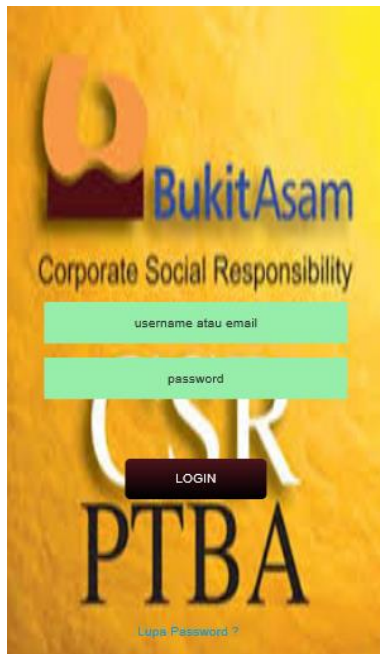 BukitAsam
Corporate Social Responsibility
username atau email
password
CSR
LOGIN
PTBA
Lupa Password ?